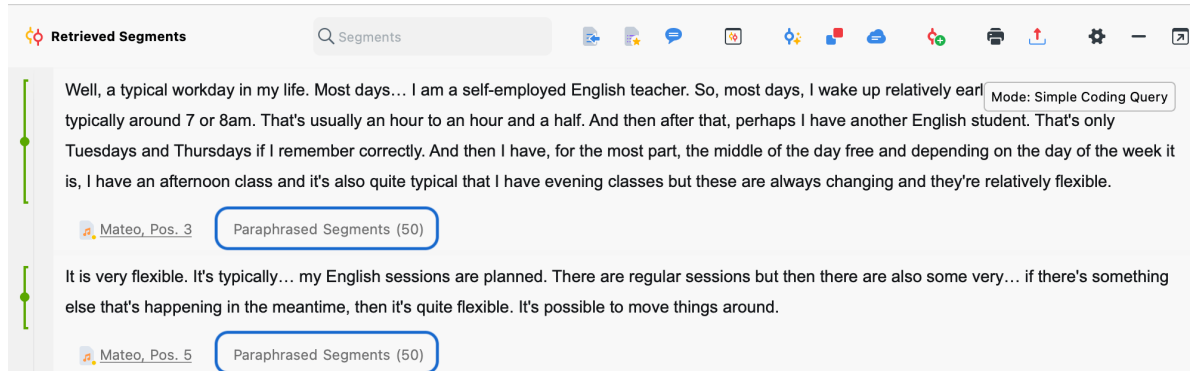 Retrieved Segments
Segments
Well, a typical workday in my life. Most days… I am a self-employed English teacher. So, most days, I wake up relatively
Mode: Simple Coding Query
typically around 7 or 8am. That's usually an hour to an hour and a half. And then after that, perhaps I have another English student. That's only
Tuesdays and Thursdays if I remember correctly. And then I have, for the most part, the middle of the day free and depending on the day of the week it
is, I have an afternoon class and it's also quite typical that I have evening classes but these are always changing and they're relatively flexible.
Mateo, Pos. 3
Paraphrased Segments (50)
It is very flexible. It's typically… my English sessions are planned. There are regular sessions but then there are also some very… if there's something
else that's happening in the meantime, then it's quite flexible. It's possible to move things around.
Mateo, Pos. 5
Paraphrased Segments (50)